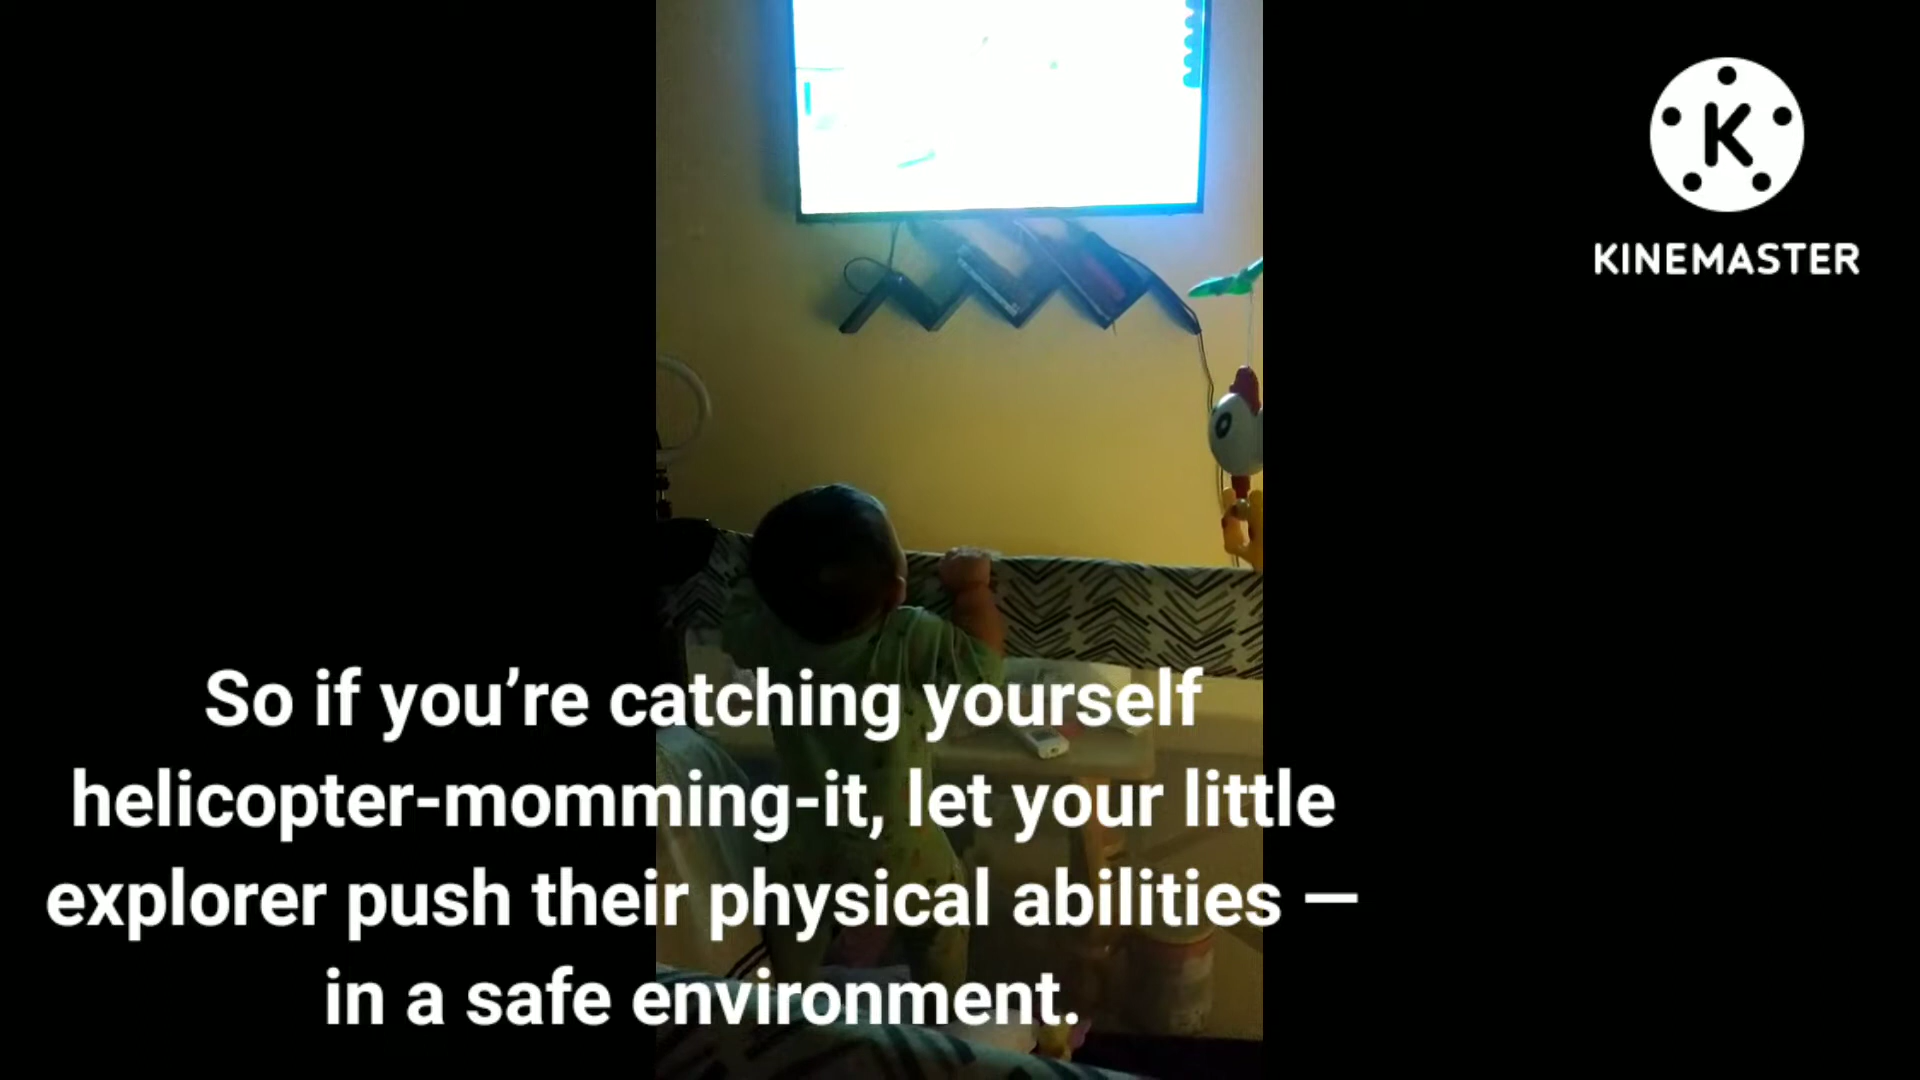 K
KINEMASTER
So if you’re catching yourself
helicopter-momming-it, let your little
explorer push their physical abilities —
in a safe environment.